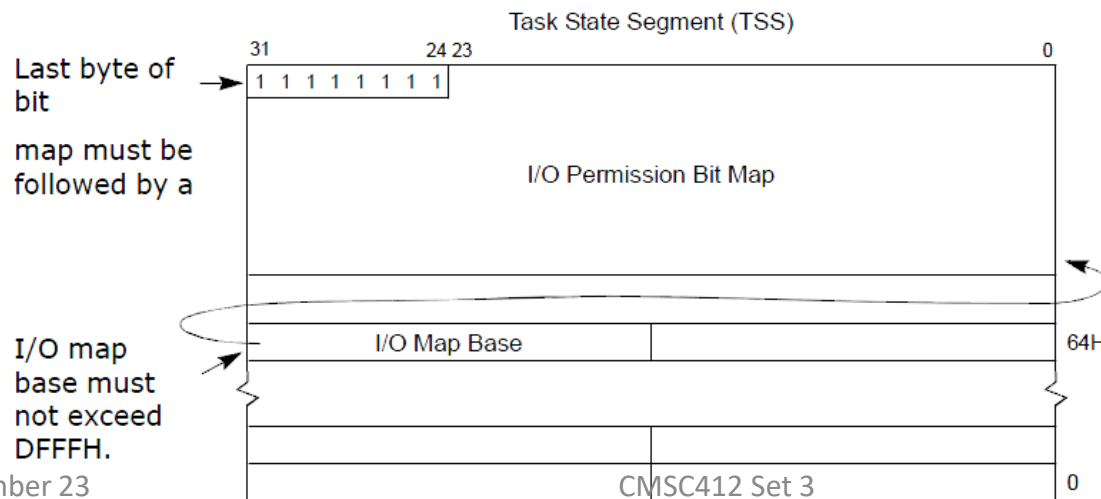 Task State Segment (TSS)
31 24 23 0
Last byte of
bit
1 1 1 1 1 1 1 1
map must be
followed by a
I/O Permission Bit Map
I/O map
base must
not exceed
DFFFH.
I/O Map Base
64H
0
CMSC412 Set 3
23